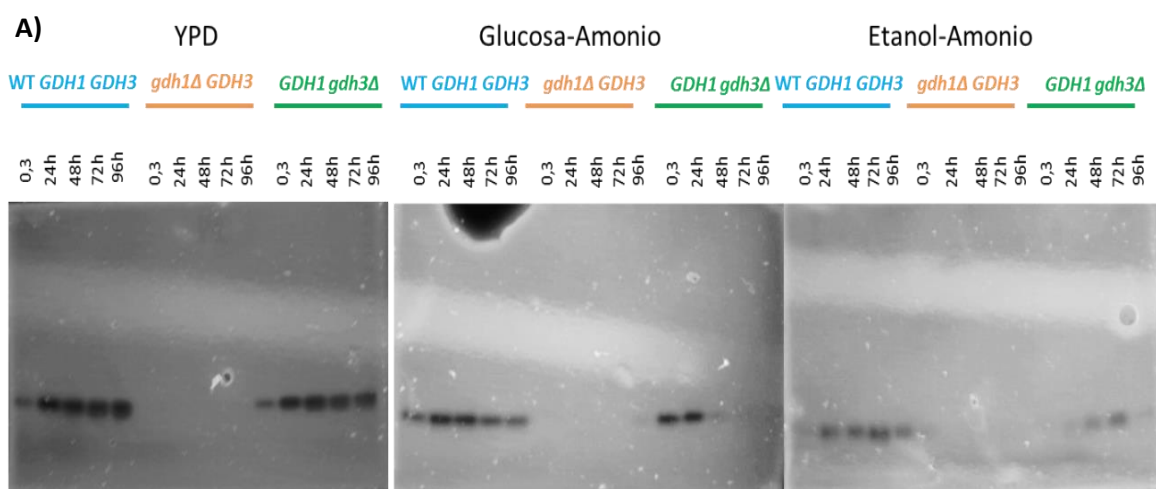 A)
YPD Glucosa-Amonio Etanol-Amonio
WT GDH1 GDH3 gdh1Δ GDH3 GDH1 gdh3Δ WT GDH1 GDH3 gdh1Δ GDH3 GDH1 gdh3Δ WT GDH1 GDH3 gdh1Δ GDH3 GDH1 gdh3Δ
0,3 24h 48h 72h 96h 0,3 24h 48h 72h 96h 0,3 24h 48h 72h 96h 0,3 24h 48h 72h 96h 0,3 24h 48h 72h 96h 0,3 24h 48h 72h 96h 0,3 24h 48h 72h 96h 0,3 24h 48h 72h 96h 0,3 24h 48h 72h 96h